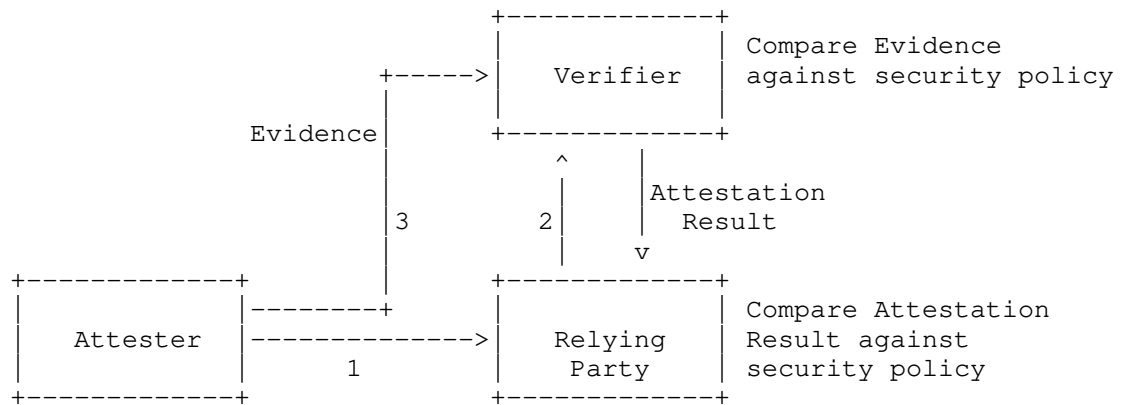 Compare Evidence
Verifier against security policy
Evidence
Attestation
3 2 Result
Compare Attestation
Attester Relying Result against
1 Party security policy